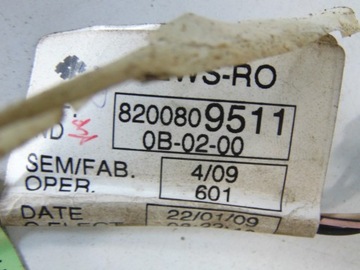 EWS-RO
8200809511
0B-02-00
SEM/FAB. 4/09
OPER. 601
DATE 22/01/09